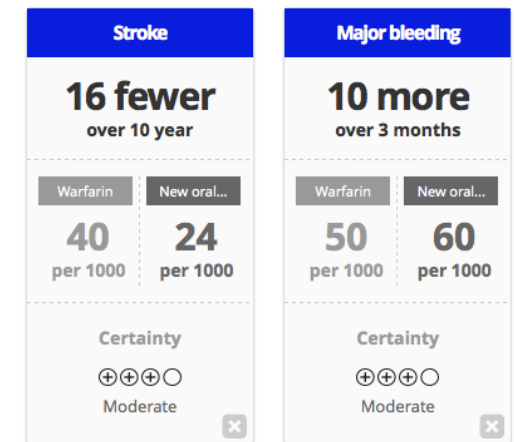 Stroke
16 fewer
over 10 year
Warfarin New oral...
40 24
per 1000 per 1000
Certainty
Moderate
Major bleeding
10 more
over 3 months
Warfarin New oral...
50 60
per 1000 per 1000
Certainty
Moderate